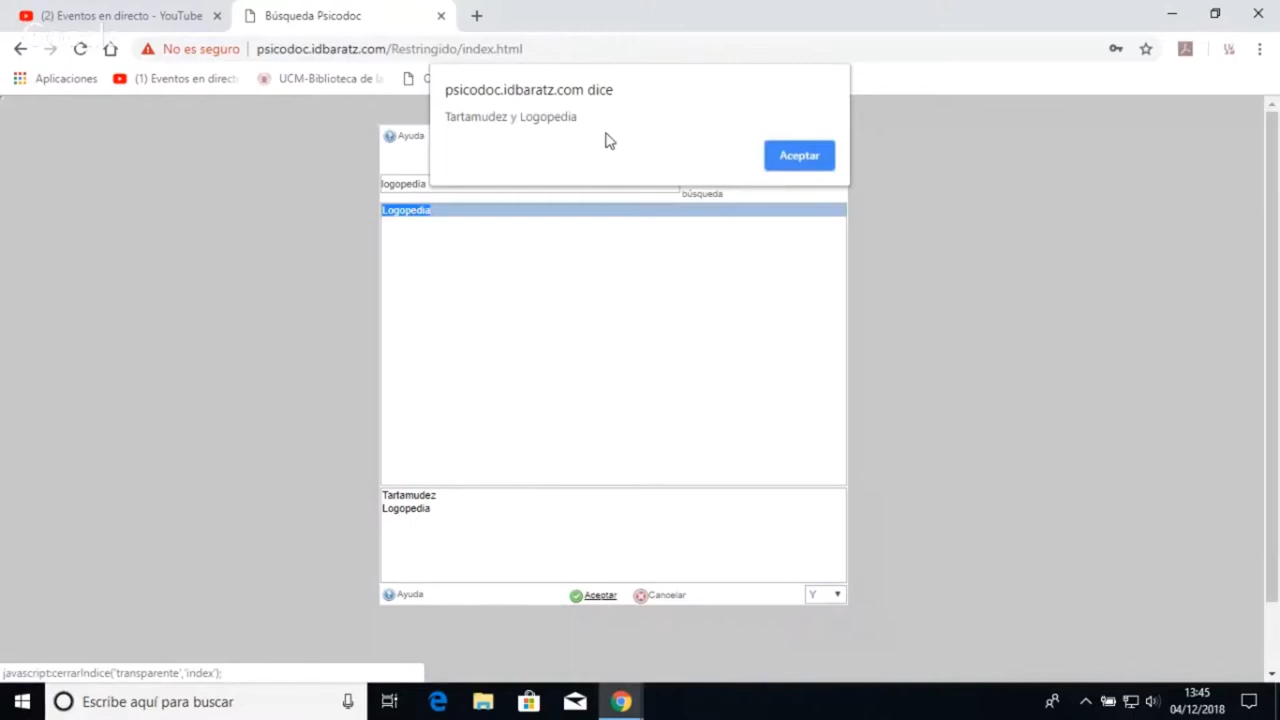 (2) Eventos en directo - YouTube
Búsqueda Psicodoc
No es seguro
psicodoc.idbaratz.com/Restringido/index.html
Aplicaciones
(1) Eventos en direct
UCM-Biblioteca de la
psicodoc.idbaratz.com dice
Tartamudez y Logopedia
Ayuda
Aceptar
logopedia
búsqueda
Logopedia
Tartamudez
Logopedia
Ayuda
Aceptar
Cancelar
Y
javascript:cerrarIndice('transparente','index');
Escribe aquí para buscar
13:45
04/12/2018